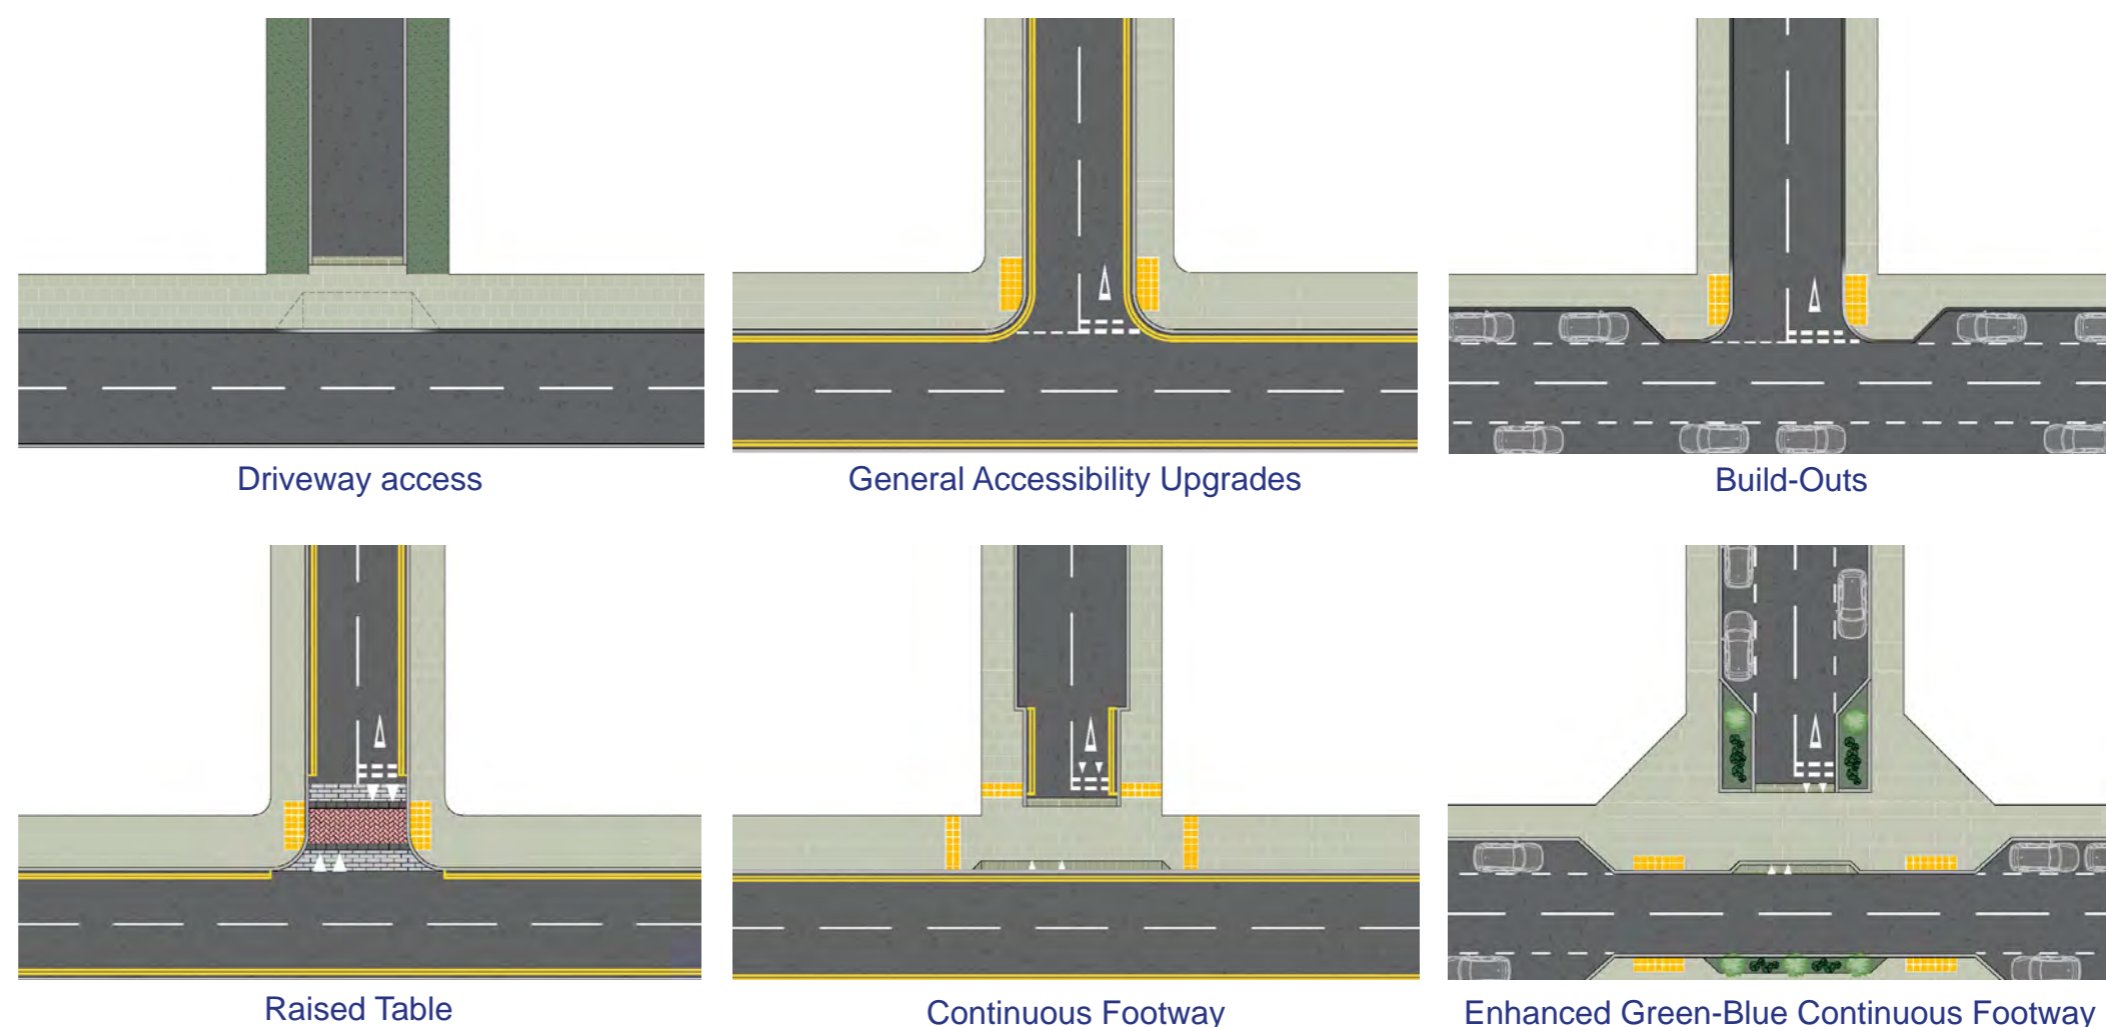 Driveway access
General Accessibility Upgrades
Build-Outs
Raised Table
Continuous Footway
Enhanced Green-Blue Continuous Footway